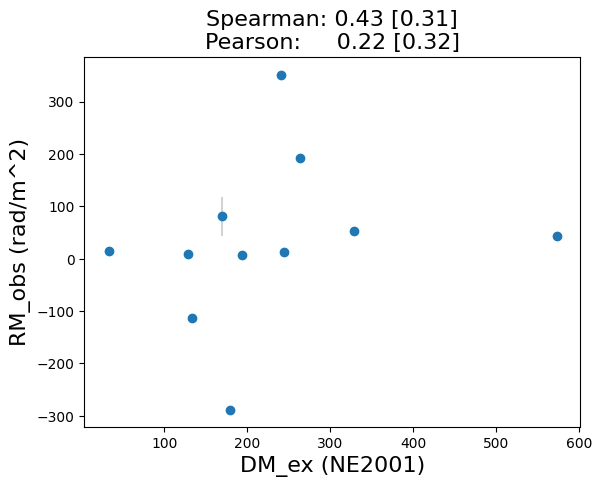 Spearman: 0.43 [0.31]
Pearson: 0.22 [0.32]
RM_obs (rad/m^2)
300
200
100
0
−100
−200
−300
100 200 300 400 500 600
DM_ex (NE2001)